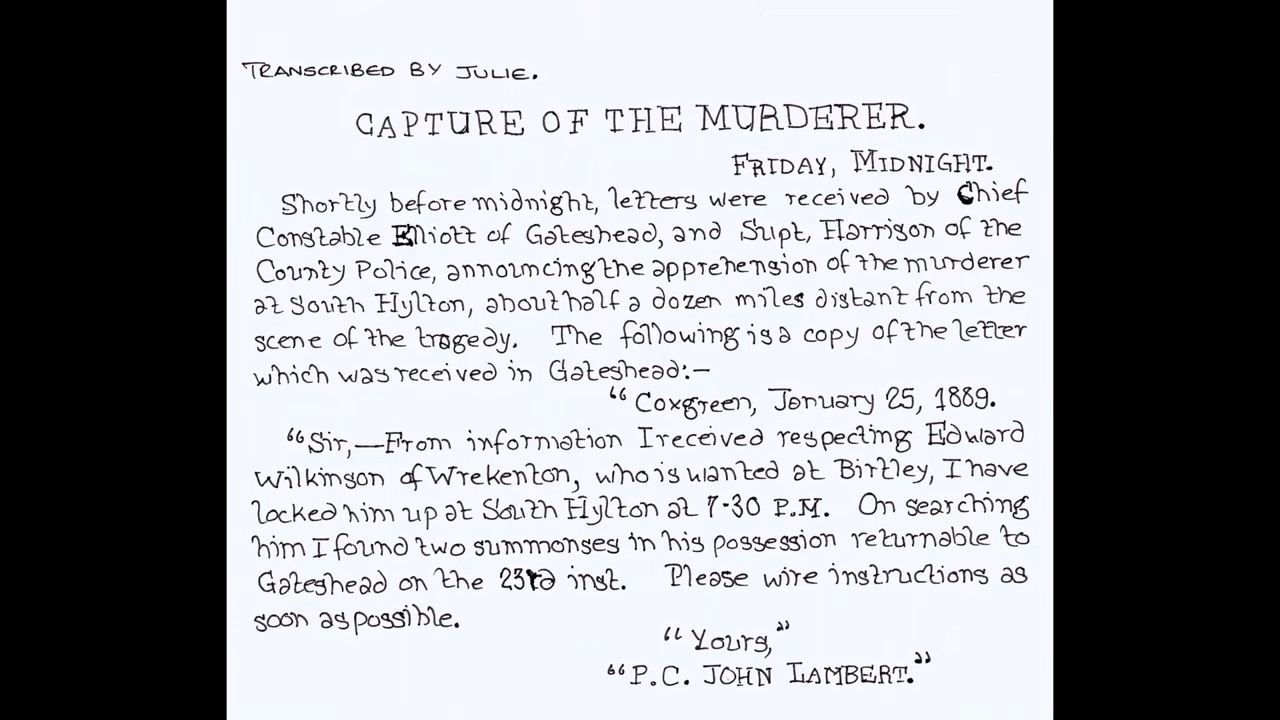 TRANSCRIBED BY JULIE.
CAPTURE OF THE MURDERER.
FRIDAY, MIDNIGHT.
Shortly before midnight, letters were received by Chief
Constable Elliott of Gateshead, and Supt, Harrison of the
County Police, announcing the apprehension of the murderer
at South Hylton, about half a dozen miles distant from the
scene of the tragedy. The following is a copy of the letter
which was received in Gateshead:—
“Coxgreen, January 25, 1889.
“Sir,—From information I received respecting Edward
Wilkinson of Wrekenton, who is wanted at Birtley, I have
locked him up at South Hylton at 7·30 P.M. On searching
him I found two summonses in his possession returnable to
Gateshead on the 23rd inst. Please wire instructions as
soon as possible.
“Yours,”
“P.C. JOHN LAMBERT.”